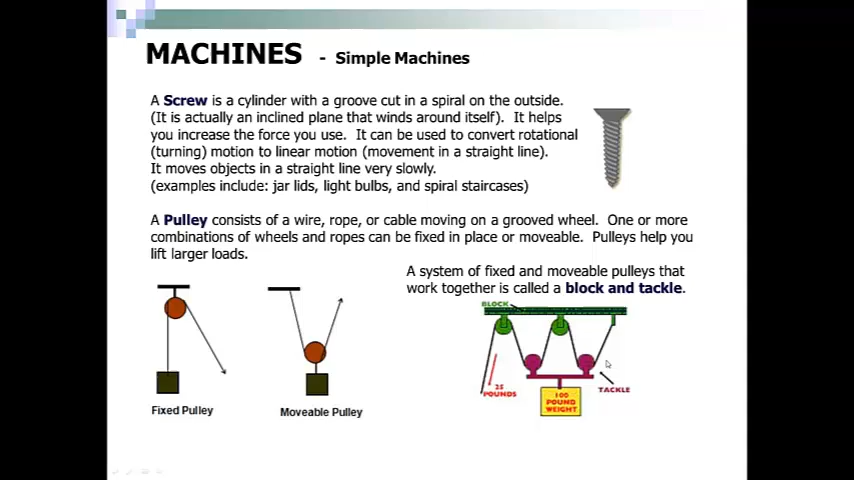 MACHINES - Simple Machines
A Screw is a cylinder with a groove cut in a spiral on the outside.
(It is actually an inclined plane that winds around itself). It helps
you increase the force you use. It can be used to convert rotational
(turning) motion to linear motion (movement in a straight line).
It moves objects in a straight line very slowly.
(examples include: jar lids, light bulbs, and spiral staircases)
A Pulley consists of a wire, rope, or cable moving on a grooved wheel. One or more
combinations of wheels and ropes can be fixed in place or moveable. Pulleys help you
lift larger loads.
A system of fixed and moveable pulleys that
work together is called a block and tackle.
BLOCK
25
POUNDS
100
POUND
WEIGHT
TACKLE
Fixed Pulley
Moveable Pulley